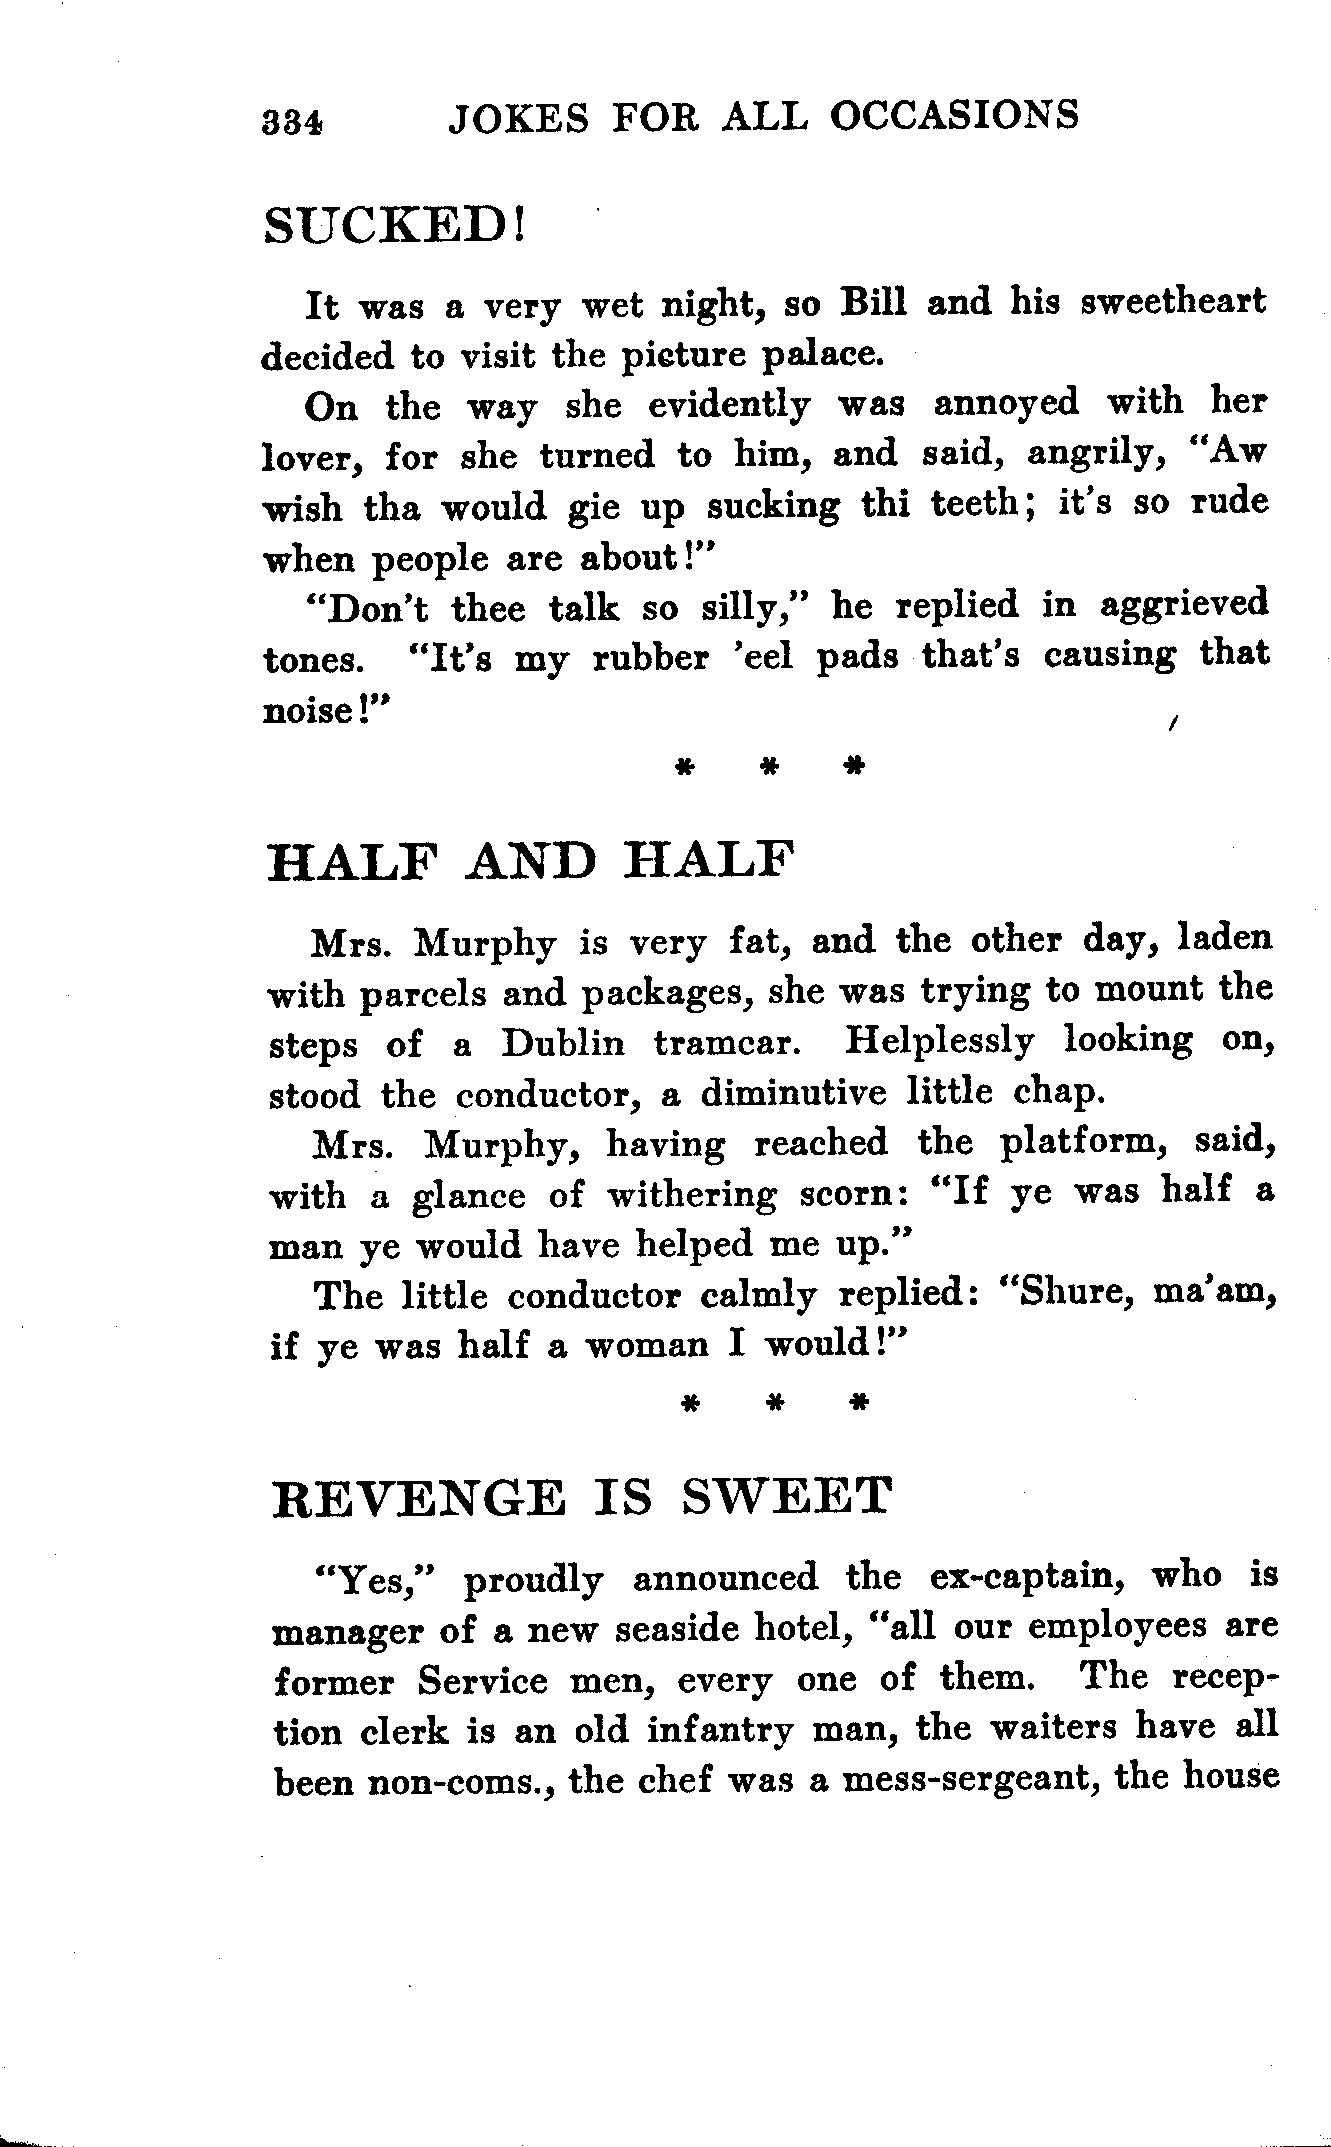 334 JOKES FOR ALL OCCASIONS
SUCKED!
It was a very wet night, so Bill and his sweetheart
decided to visit the picture palace.
On the way she evidently was annoyed with her
lover, for she turned to him, and said, angrily, “Aw
wish tha would gie up sucking thi teeth; it’s so rude
when people are about!”
“Don’t thee talk so silly,” he replied in aggrieved
tones. “It’s my rubber ’eel pads that’s causing that
noise!”
* * *
HALF AND HALF
Mrs. Murphy is very fat, and the other day, laden
with parcels and packages, she was trying to mount the
steps of a Dublin tramcar. Helplessly looking on,
stood the conductor, a diminutive little chap.
Mrs. Murphy, having reached the platform, said,
with a glance of withering scorn: “If ye was half a
man ye would have helped me up.”
The little conductor calmly replied: “Shure, ma’am,
if ye was half a woman I would!”
* * *
REVENGE IS SWEET
“Yes,” proudly announced the ex-captain, who is
manager of a new seaside hotel, “all our employees are
former Service men, every one of them. The recep-
tion clerk is an old infantry man, the waiters have all
been non-coms., the chef was a mess-sergeant, the house